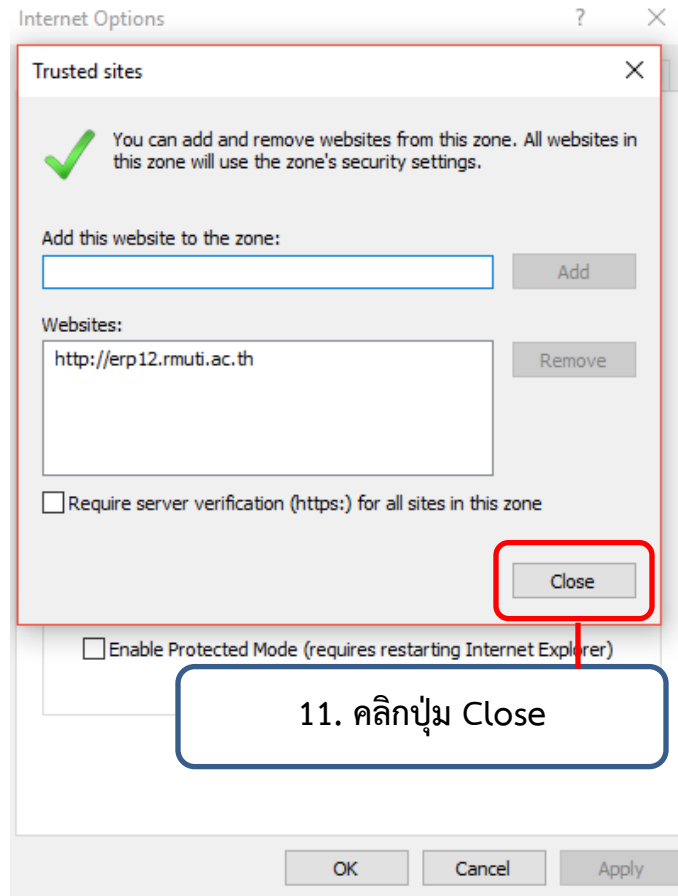 Internet Options ?
Trusted sites
You can add and remove websites from this zone. All websites in
this zone will use the zone's security settings.
Add this website to the zone:
Add
Websites:
http://erp12.rmuti.ac.th
Remove
Require server verification (https:) for all sites in this zone
Close
Enable Protected Mode (requires restarting Internet Explorer)
11. คลิกปุ่ม Close
OK Cancel Apply